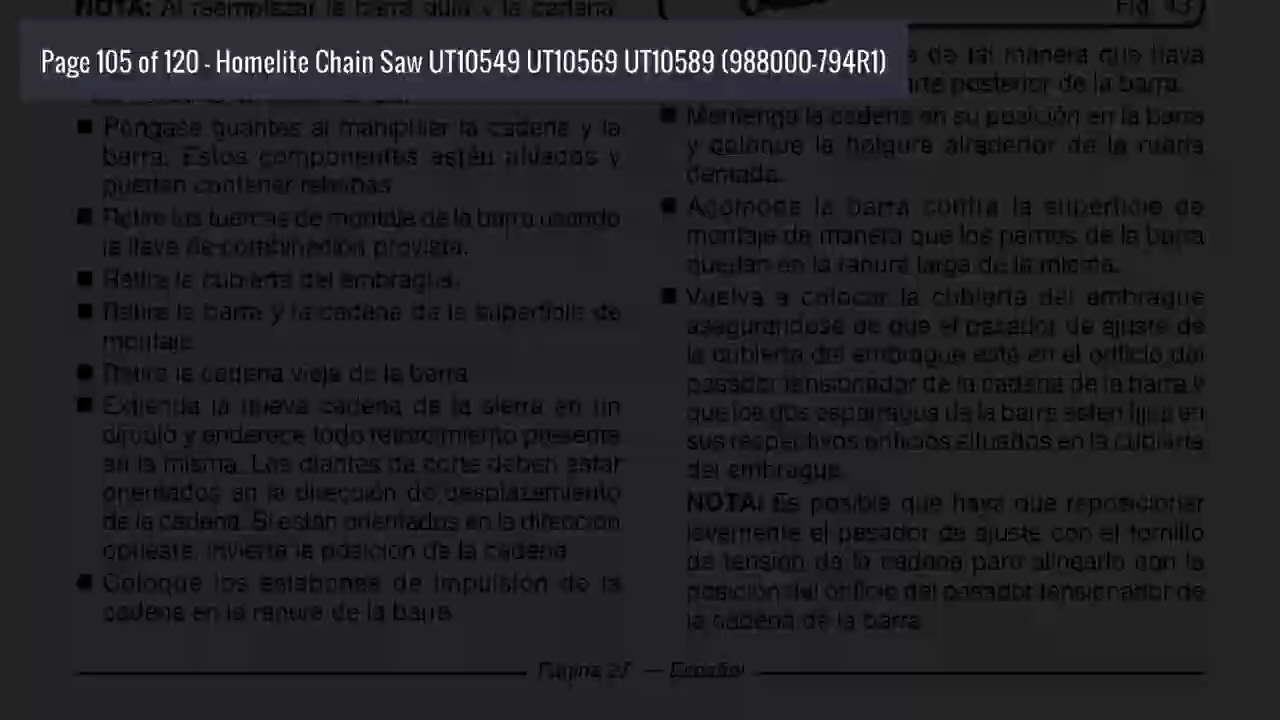 NOTA: Al reemplazar la barra guía y la cadena
Page 105 of 120 - Homelite Chain Saw UT10549 UT10569 UT10589 (988000-794R1)
■ Póngase guantes al manipular la cadena y la
barra. Estos componentes están afilados y
pueden contener rebabas.
■ Retire las tuercas de montaje de la barra usando
la llave de combinación provista.
■ Retire la cubierta del embrague.
■ Retire la barra y la cadena de la superficie de
montaje.
■ Retire la cadena vieja de la barra.
■ Extienda la nueva cadena de la sierra en un
círculo y enderece todo retorcimiento presente
en la misma. Los dientes de corte deben estar
orientados en la dirección de desplazamiento
de la cadena. Si están orientados en la dirección
opuesta, invierta la posición de la cadena.
■ Coloque los eslabones de impulsión de la
cadena en la ranura de la barra.
Fig. 43
de tal manera que haya
parte posterior de la barra.
■ Mantenga la cadena en su posición en la barra
y coloque la holgura alrededor de la rueda
dentada.
■ Acomode la barra contra la superficie de
montaje de manera que los pernos de la barra
quedan en la ranura larga de la misma.
■ Vuelva a colocar la cubierta del embrague
asegurándose de que el pasador de ajuste de
la cubierta del embrague esté en el orificio del
pasador tensionador de la cadena de la barra y
que los dos espárragos de la barra estén fijos en
sus respectivos orificios situados en la cubierta
del embrague.
NOTA: Es posible que haya que reposicionar
levemente el pasador de ajuste con el tornillo
de tensión de la cadena para alinearlo con la
posición del orificio del pasador tensionador de
la cadena de la barra.
Página 27 — Español